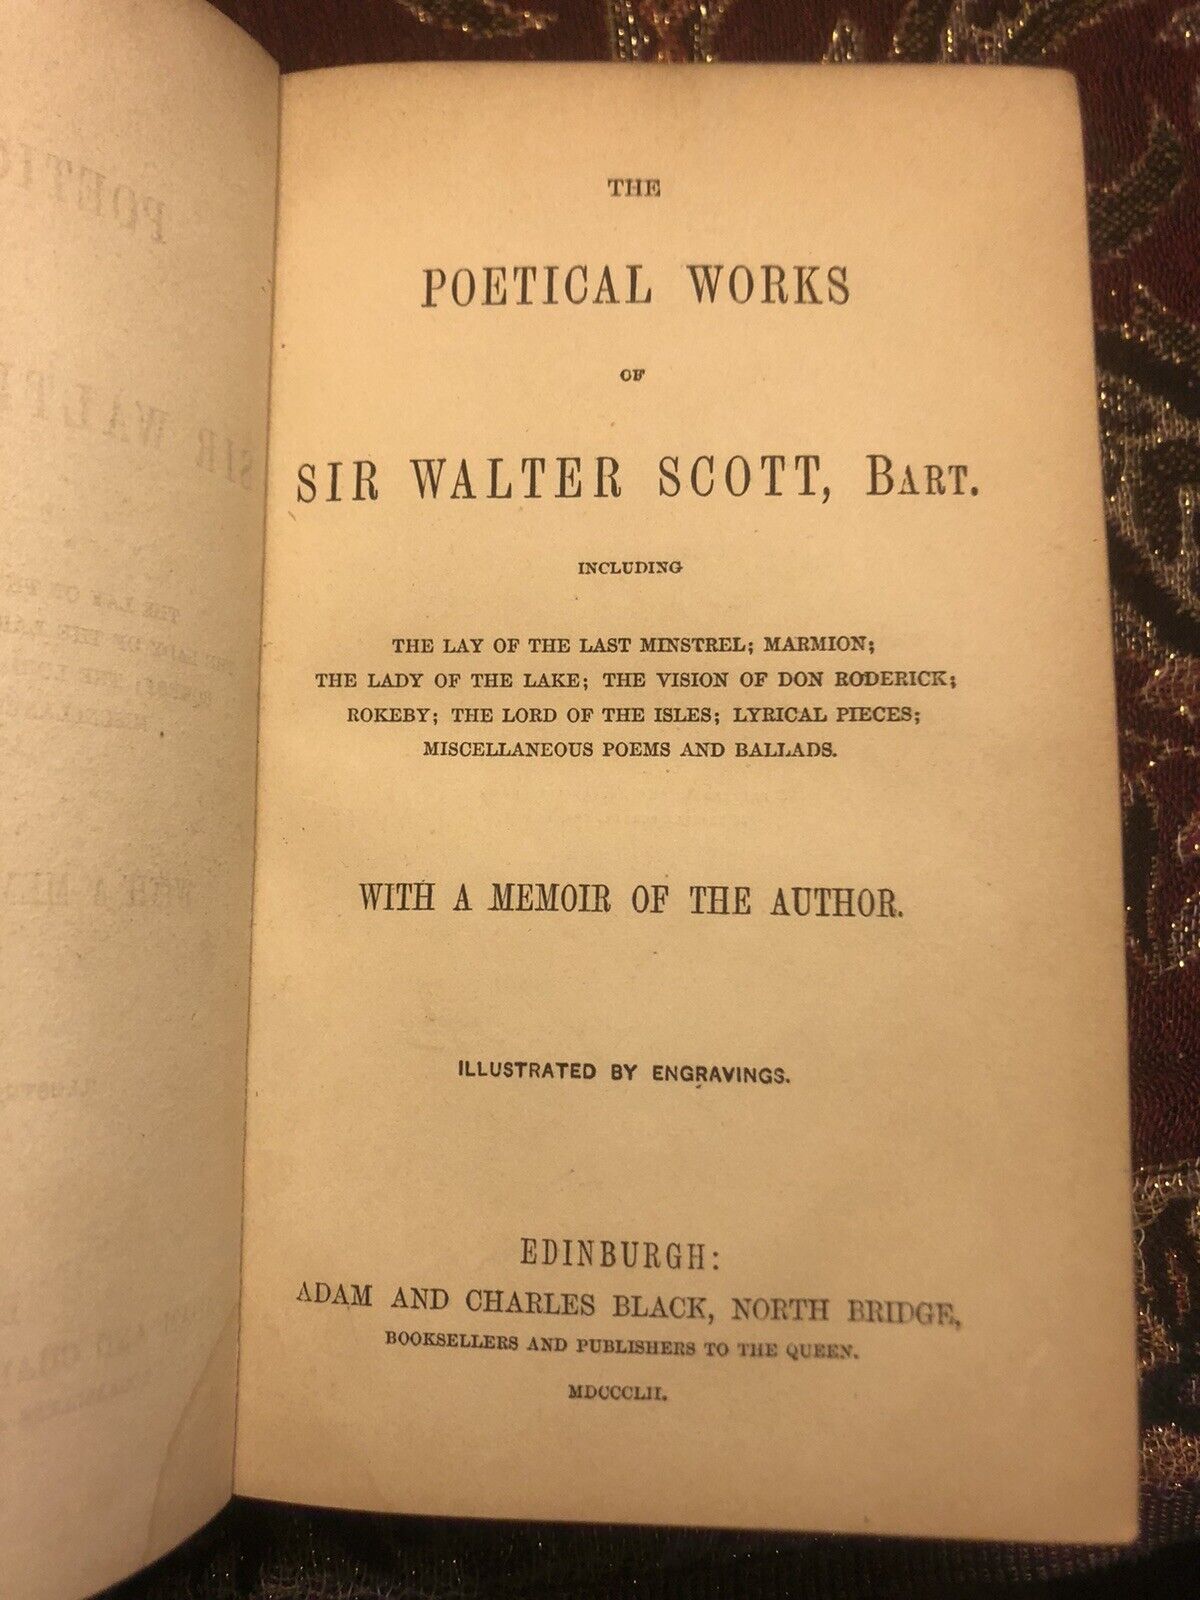 THE
POETICAL WORKS
OF
SIR WALTER SCOTT, BART.
INCLUDING
THE LAY OF THE LAST MINSTREL; MARMION;
THE LADY OF THE LAKE; THE VISION OF DON RODERICK;
ROKEBY; THE LORD OF THE ISLES; LYRICAL PIECES;
MISCELLANEOUS POEMS AND BALLADS.
WITH A MEMOIR OF THE AUTHOR.
ILLUSTRATED BY ENGRAVINGS.
EDINBURGH:
ADAM AND CHARLES BLACK, NORTH BRIDGE,
BOOKSELLERS AND PUBLISHERS TO THE QUEEN.
MDCCCLII.